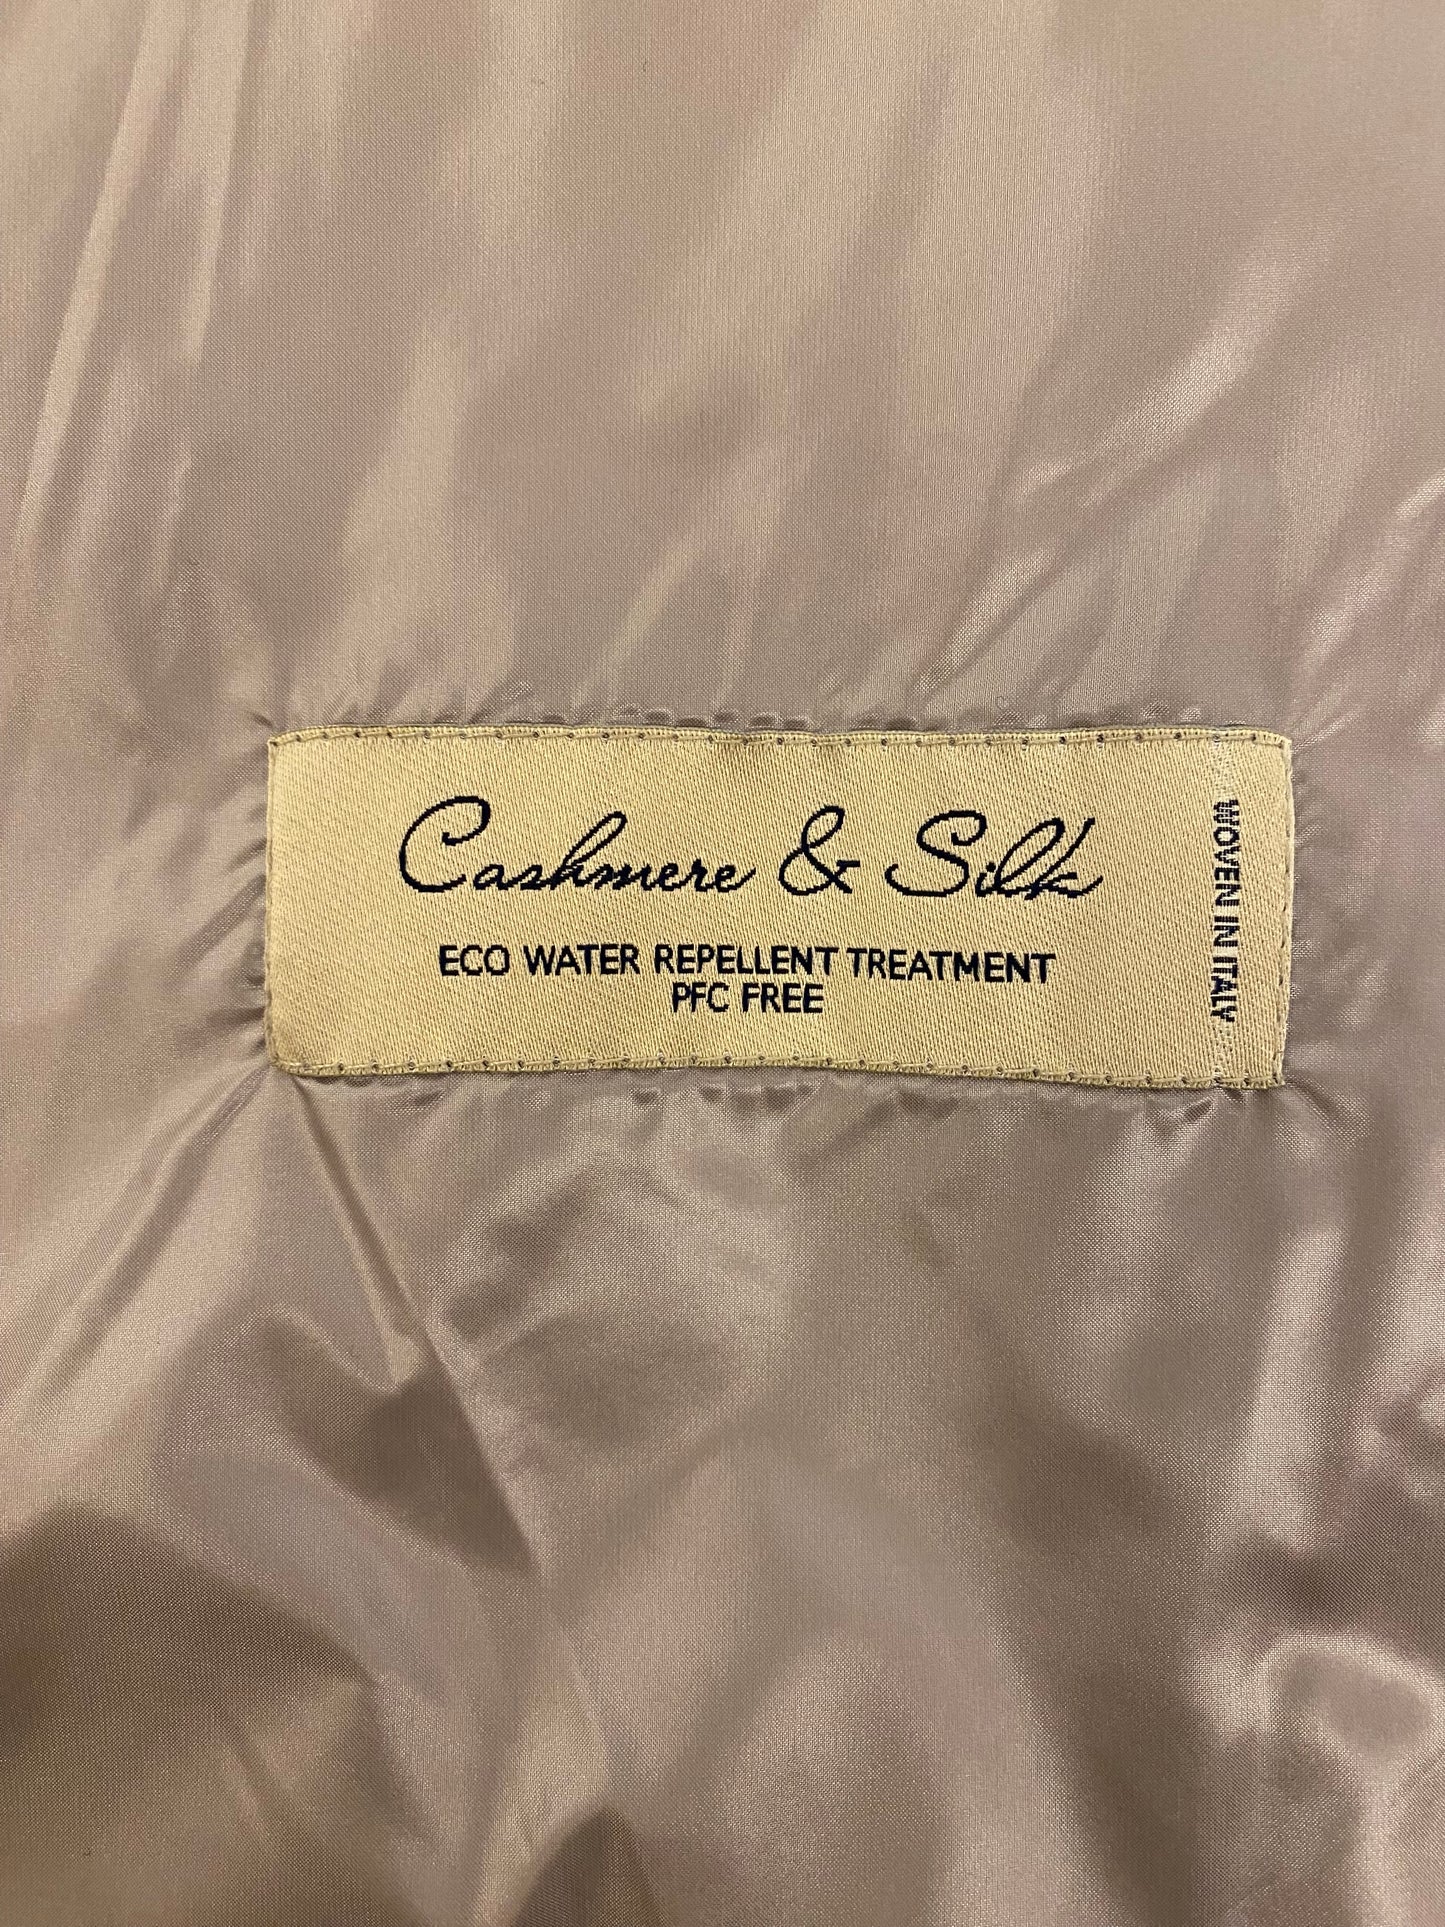 Cashmere & Silk
ECO WATER REPELLENT TREATMENT
PFC FREE
WOVEN IN ITALY